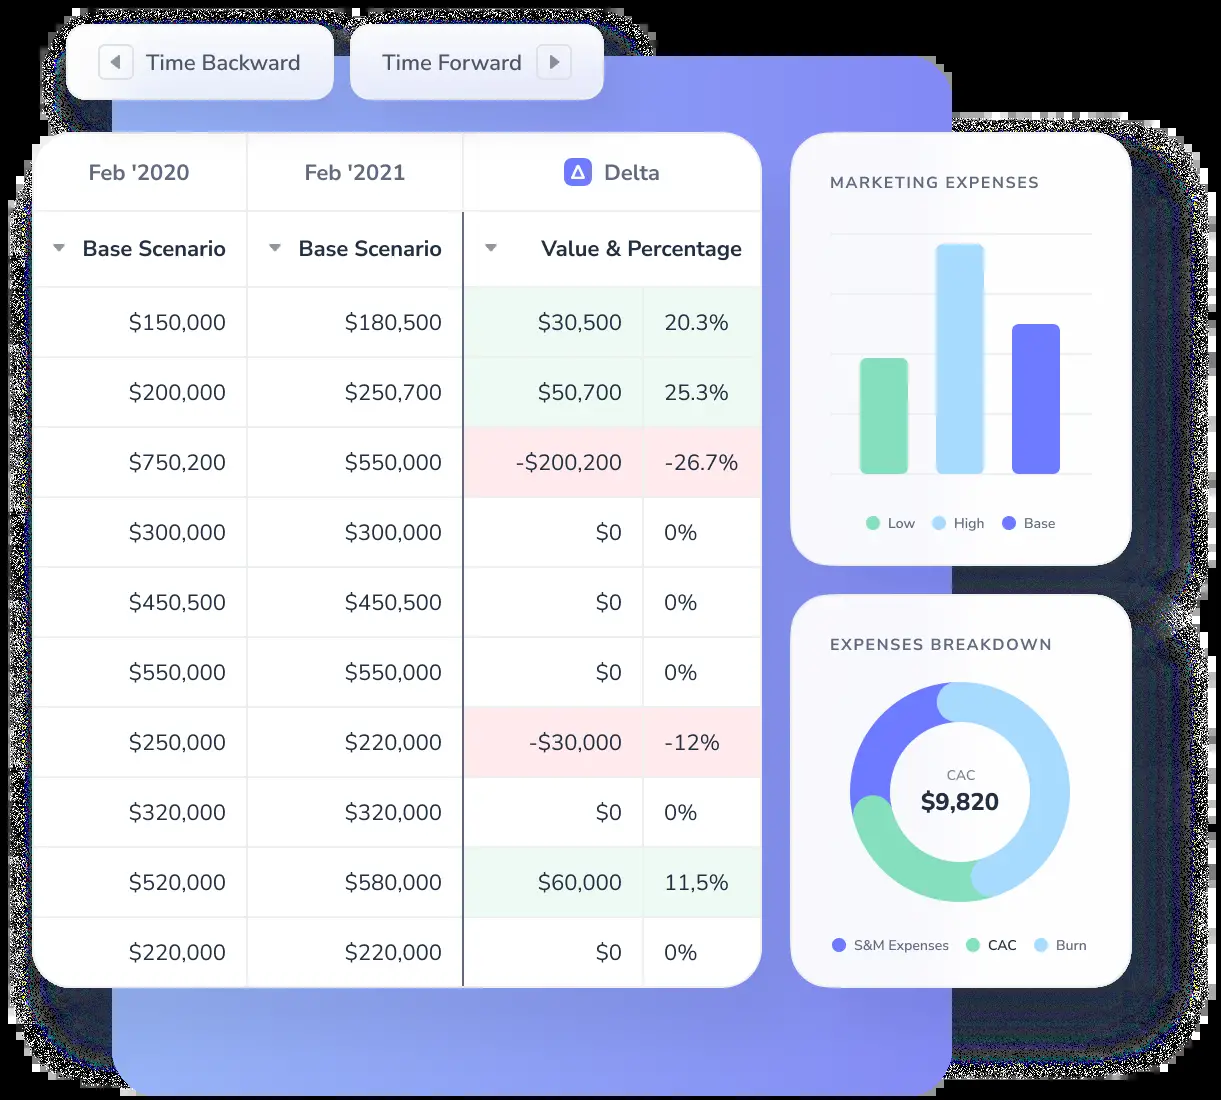 Time Backward Time Forward
Feb '2020 Feb '2021 Δ Delta
Base Scenario Base Scenario Value & Percentage
$150,000 $180,500 $30,500 20.3%
$200,000 $250,700 $50,700 25.3%
$750,200 $550,000 -$200,200 -26.7%
$300,000 $300,000 $0 0%
$450,500 $450,500 $0 0%
$550,000 $550,000 $0 0%
$250,000 $220,000 -$30,000 -12%
$320,000 $320,000 $0 0%
$520,000 $580,000 $60,000 11,5%
$220,000 $220,000 $0 0%
MARKETING EXPENSES
Low High Base
EXPENSES BREAKDOWN
CAC
$9,820
S&M Expenses CAC Burn